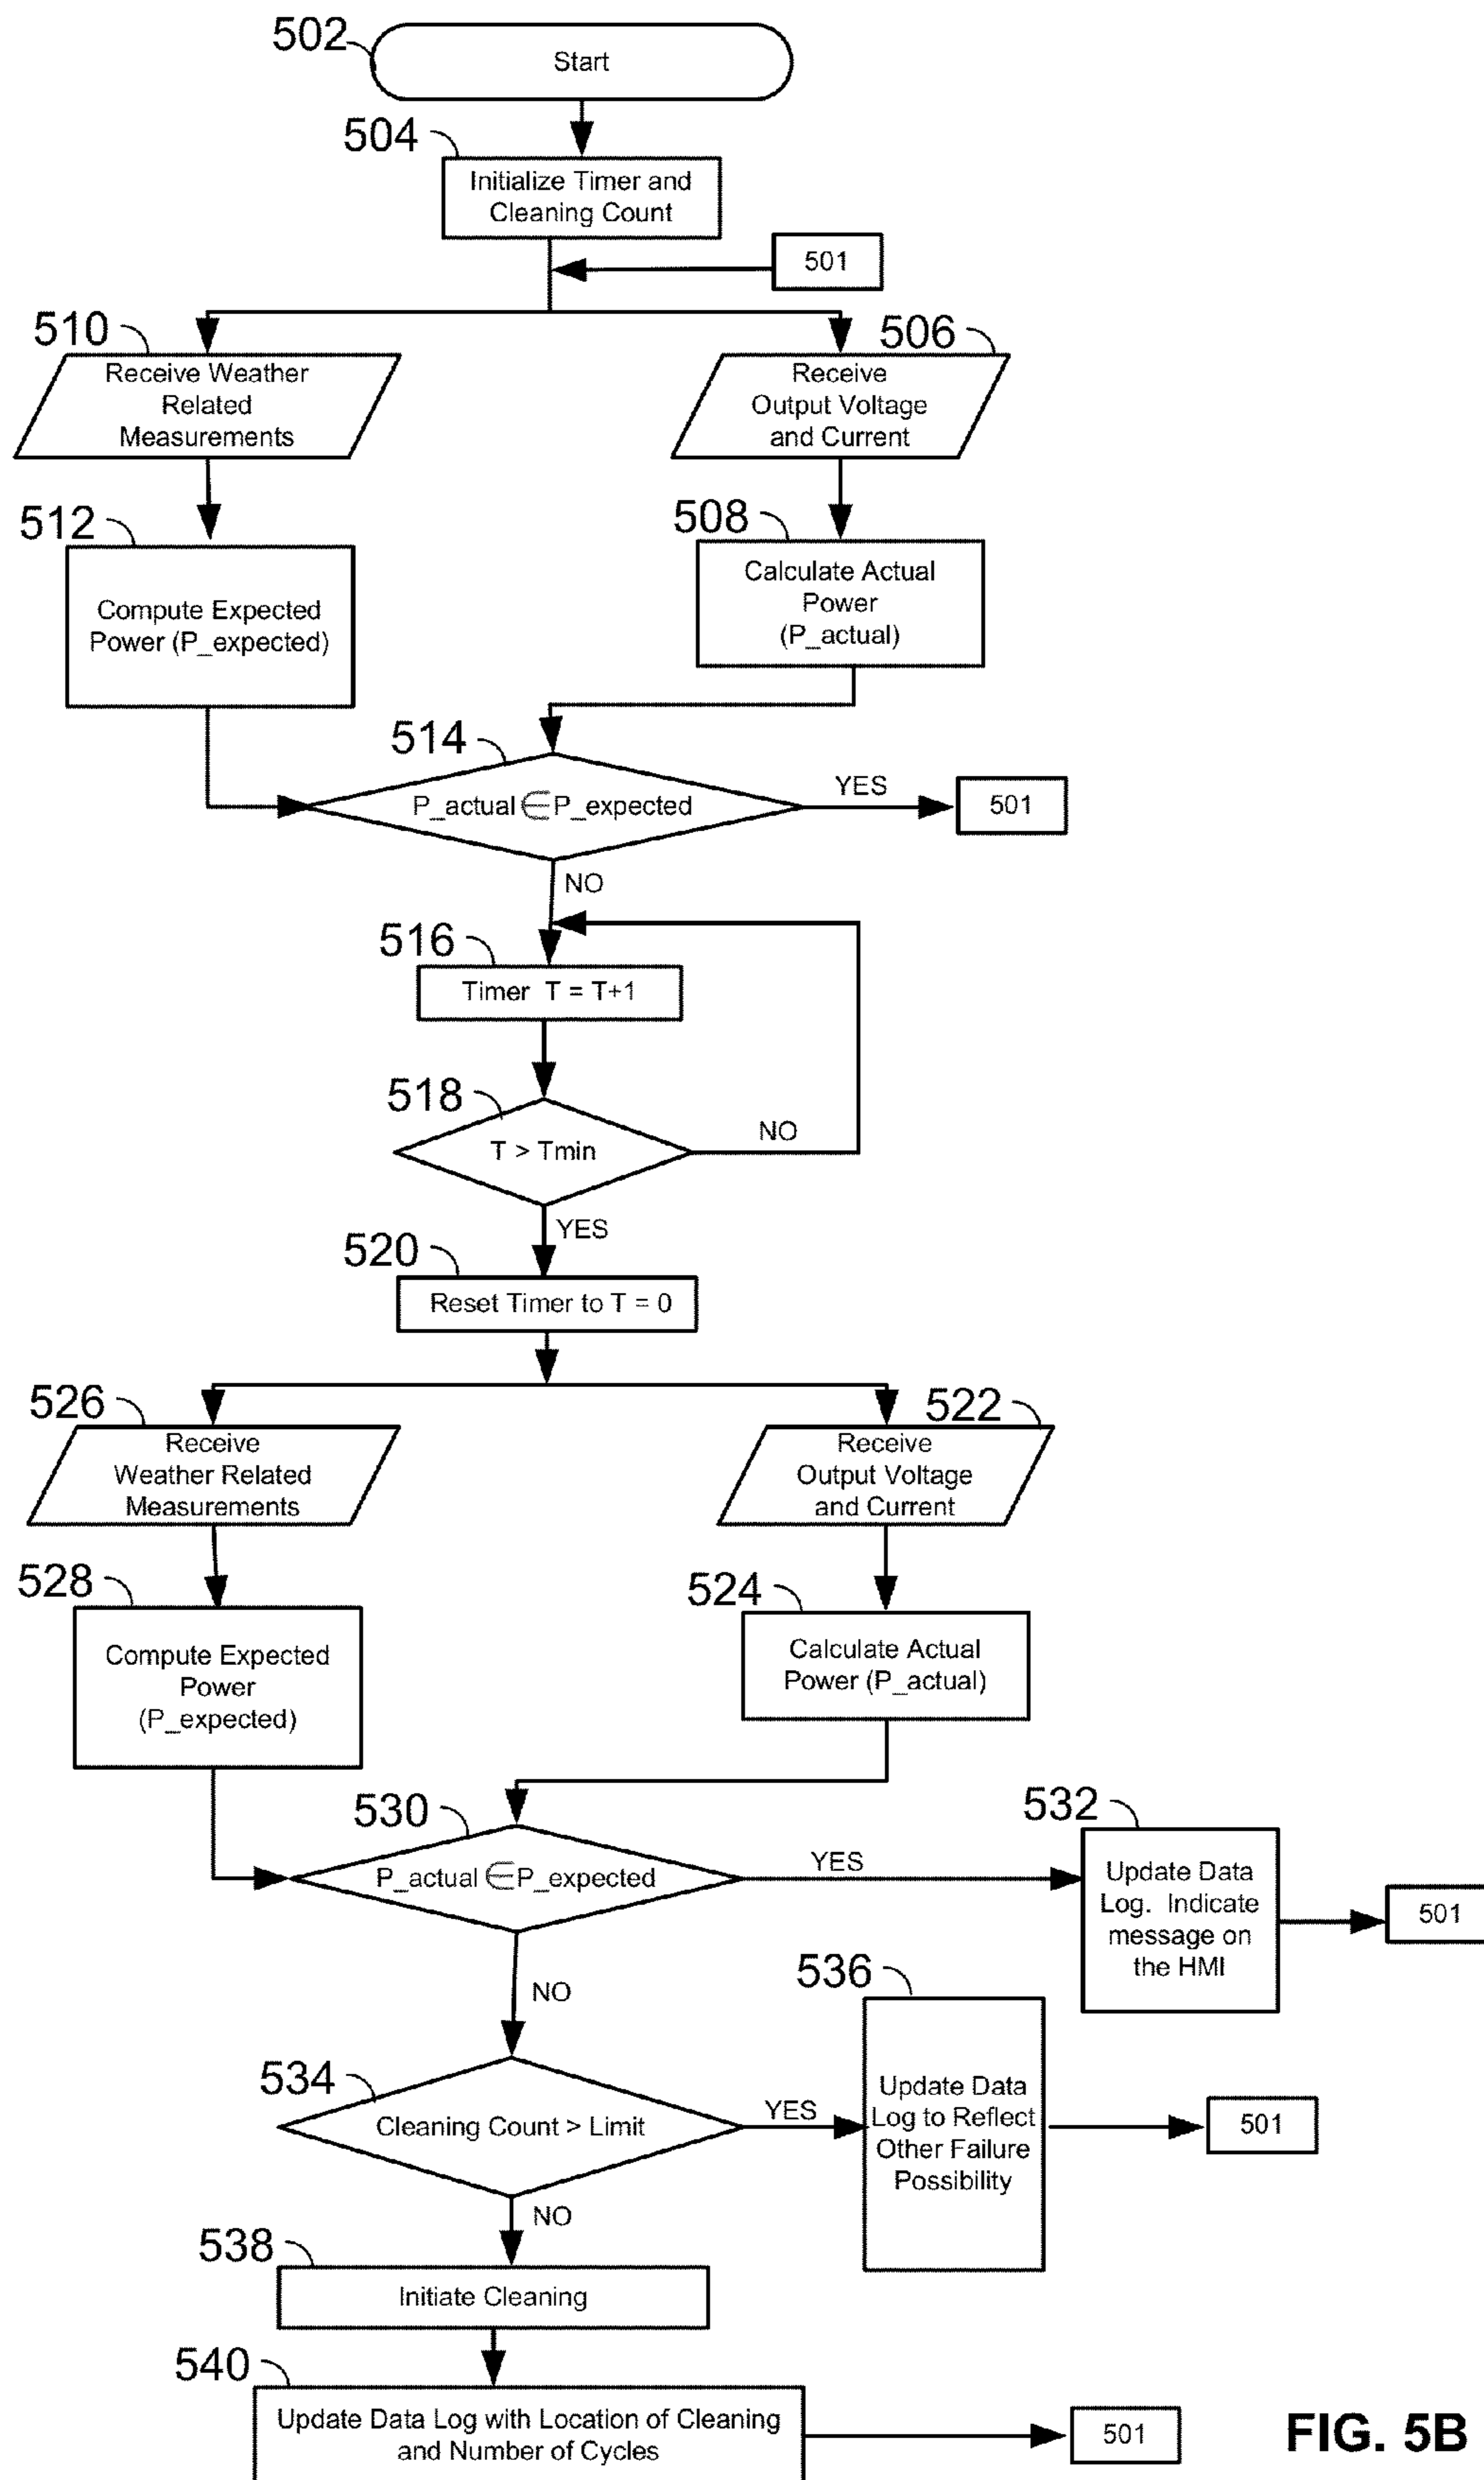 502
Start
504
Initialize Timer and
Cleaning Count
501
510
Receive Weather
Related
Measurements
506
Receive
Output Voltage
and Current
512
Compute Expected
Power (P_expected)
508
Calculate Actual
Power
(P_actual)
514
P_actual ∈ P_expected
YES
501
NO
516
Timer T = T+1
518
T > Tmin
NO
YES
520
Reset Timer to T = 0
526
Receive
Weather Related
Measurements
522
Receive
Output Voltage
and Current
528
Compute Expected
Power
(P_expected)
524
Calculate Actual
Power (P_actual)
530
P_actual ∈ P_expected
YES
532
Update Data
Log. Indicate
message on
the HMI
501
NO
534
Cleaning Count > Limit
YES
536
Update Data
Log to Reflect
Other Failure
Possibility
501
NO
538
Initiate Cleaning
540
Update Data Log with Location of Cleaning
and Number of Cycles
501
FIG. 5B